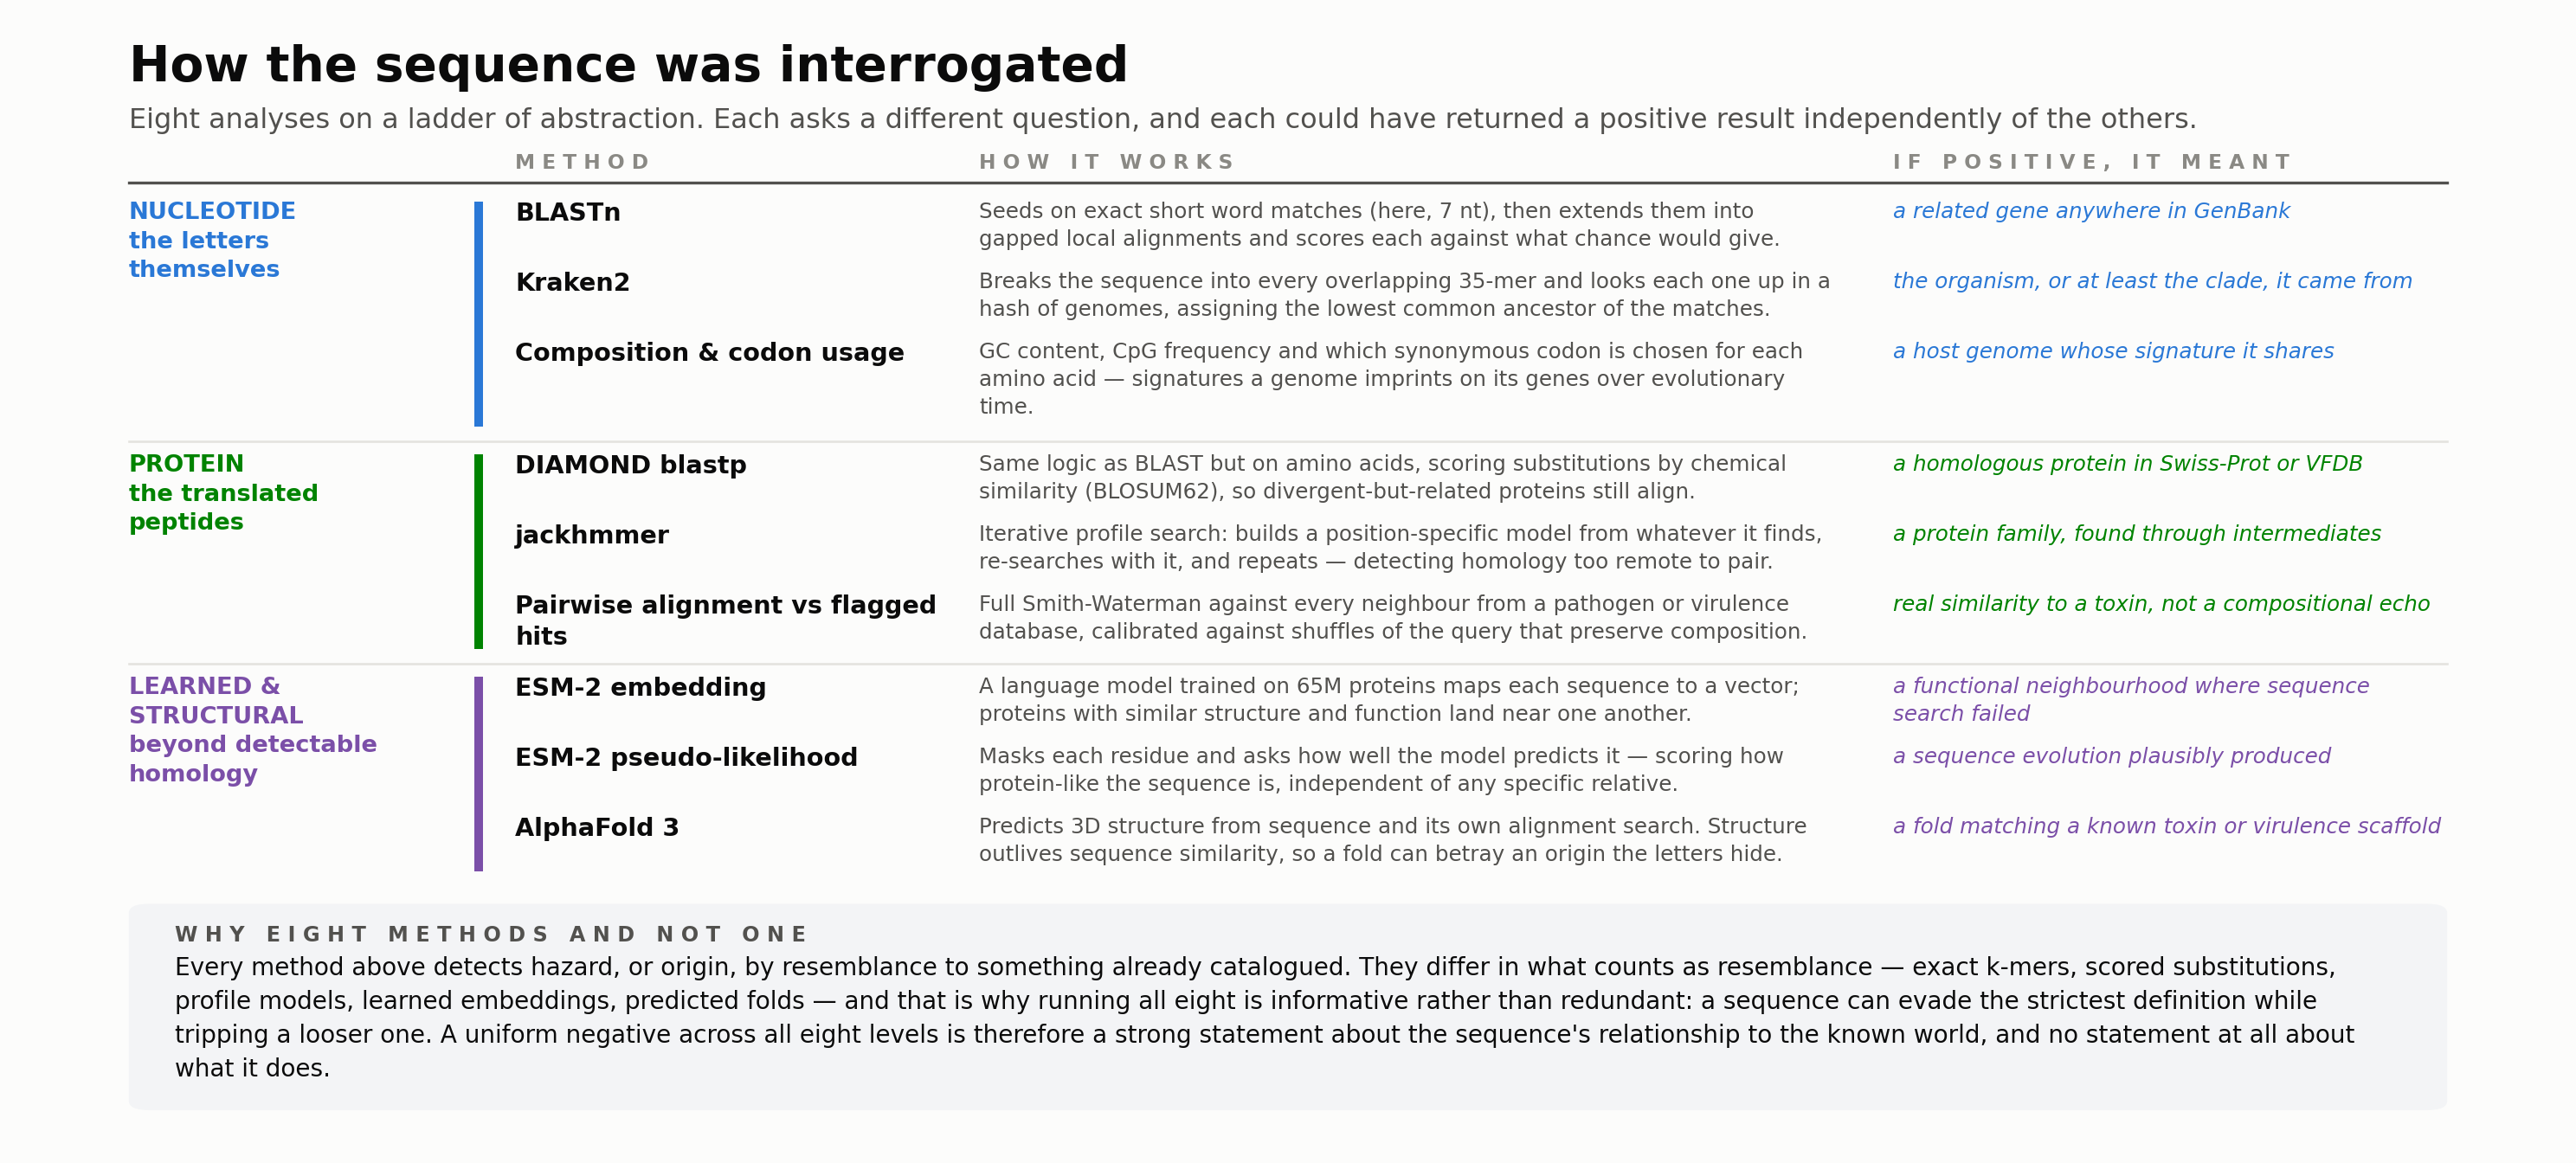 How the sequence was interrogated
Eight analyses on a ladder of abstraction. Each asks a different question, and each could have returned a positive result independently of the others.
METHOD
HOW IT WORKS
IF POSITIVE, IT MEANT
NUCLEOTIDE
the letters
themselves
BLASTn
Seeds on exact short word matches (here, 7 nt), then extends them into
gapped local alignments and scores each against what chance would give.
a related gene anywhere in GenBank
Kraken2
Breaks the sequence into every overlapping 35-mer and looks each one up in a
hash of genomes, assigning the lowest common ancestor of the matches.
the organism, or at least the clade, it came from
Composition & codon usage
GC content, CpG frequency and which synonymous codon is chosen for each
amino acid — signatures a genome imprints on its genes over evolutionary
time.
a host genome whose signature it shares
PROTEIN
the translated
peptides
DIAMOND blastp
Same logic as BLAST but on amino acids, scoring substitutions by chemical
similarity (BLOSUM62), so divergent-but-related proteins still align.
a homologous protein in Swiss-Prot or VFDB
jackhmmer
Iterative profile search: builds a position-specific model from whatever it finds,
re-searches with it, and repeats — detecting homology too remote to pair.
a protein family, found through intermediates
Pairwise alignment vs flagged
hits
Full Smith-Waterman against every neighbour from a pathogen or virulence
database, calibrated against shuffles of the query that preserve composition.
real similarity to a toxin, not a compositional echo
LEARNED &
STRUCTURAL
beyond detectable
homology
ESM-2 embedding
A language model trained on 65M proteins maps each sequence to a vector;
proteins with similar structure and function land near one another.
a functional neighbourhood where sequence
search failed
ESM-2 pseudo-likelihood
Masks each residue and asks how well the model predicts it — scoring how
protein-like the sequence is, independent of any specific relative.
a sequence evolution plausibly produced
AlphaFold 3
Predicts 3D structure from sequence and its own alignment search. Structure
outlives sequence similarity, so a fold can betray an origin the letters hide.
a fold matching a known toxin or virulence scaffold
WHY EIGHT METHODS AND NOT ONE
Every method above detects hazard, or origin, by resemblance to something already catalogued. They differ in what counts as resemblance — exact k-mers, scored substitutions,
profile models, learned embeddings, predicted folds — and that is why running all eight is informative rather than redundant: a sequence can evade the strictest definition while
tripping a looser one. A uniform negative across all eight levels is therefore a strong statement about the sequence's relationship to the known world, and no statement at all about
what it does.